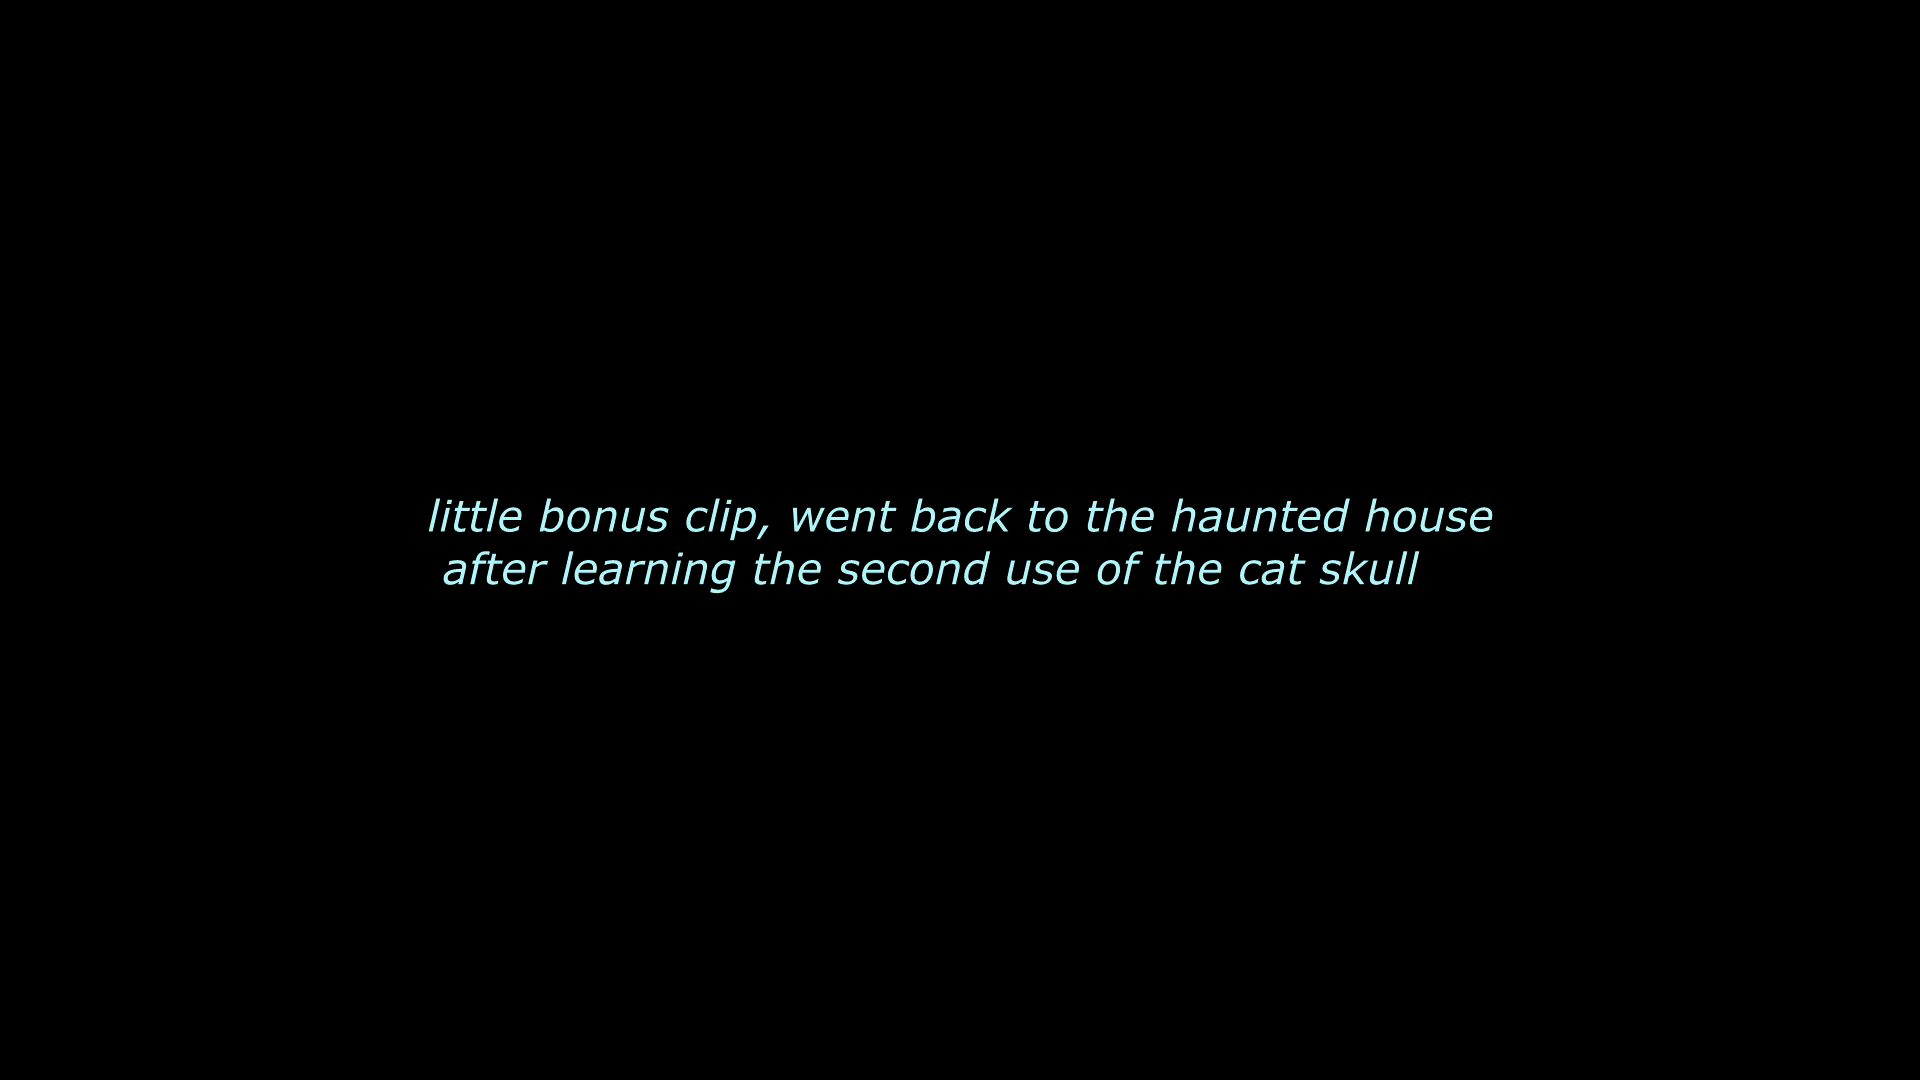 little bonus clip, went back to the haunted house
after learning the second use of the cat skull